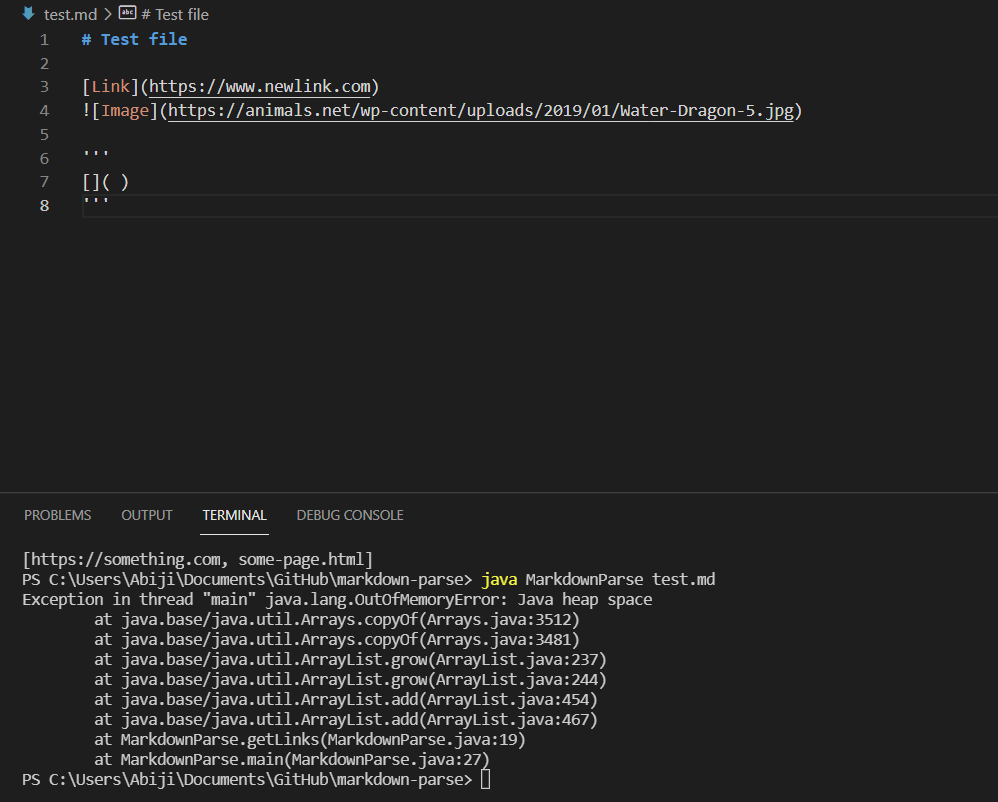 test.md > abc # Test file
1 # Test file
2
3 [Link](https://www.newlink.com)
4 ![Image](https://animals.net/wp-content/uploads/2019/01/Water-Dragon-5.jpg)
5
6 '''
7 []( )
8 '''
PROBLEMS OUTPUT TERMINAL DEBUG CONSOLE
[https://something.com, some-page.html]
PS C:\Users\Abiji\Documents\GitHub\markdown-parse> java MarkdownParse test.md
Exception in thread "main" java.lang.OutOfMemoryError: Java heap space
at java.base/java.util.Arrays.copyOf(Arrays.java:3512)
at java.base/java.util.Arrays.copyOf(Arrays.java:3481)
at java.base/java.util.ArrayList.grow(ArrayList.java:237)
at java.base/java.util.ArrayList.grow(ArrayList.java:244)
at java.base/java.util.ArrayList.add(ArrayList.java:454)
at java.base/java.util.ArrayList.add(ArrayList.java:467)
at MarkdownParse.getLinks(MarkdownParse.java:19)
at MarkdownParse.main(MarkdownParse.java:27)
PS C:\Users\Abiji\Documents\GitHub\markdown-parse>